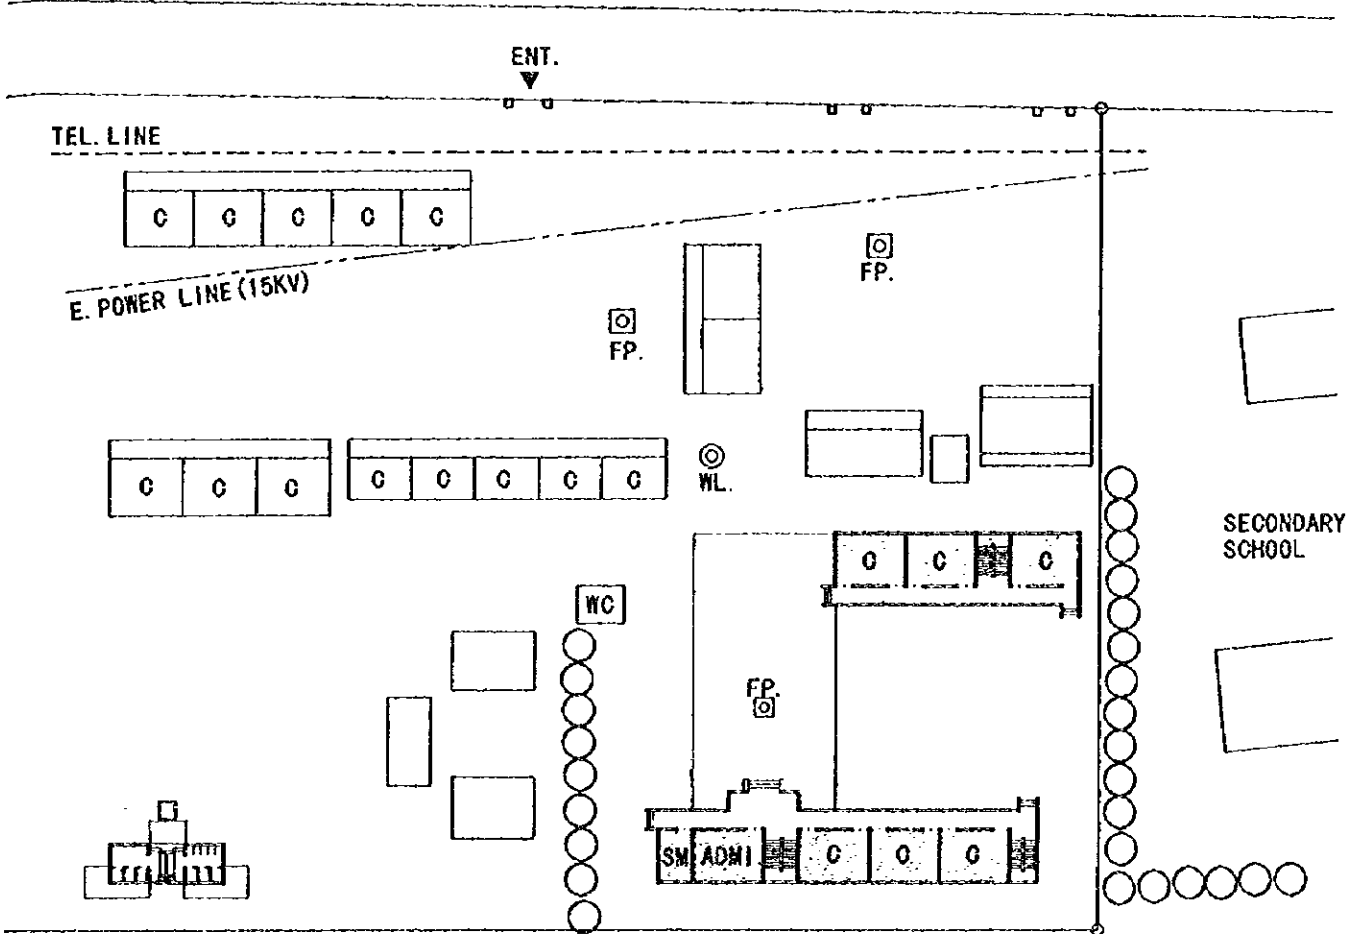 ENT.
TEL. LINE
C C C C C
E. POWER LINE (15KV)
FP.
FP.
C C C
C C C C C
WL.
SECONDARY
SCHOOL
C C C
WC
FP.
SM ADMI C C C